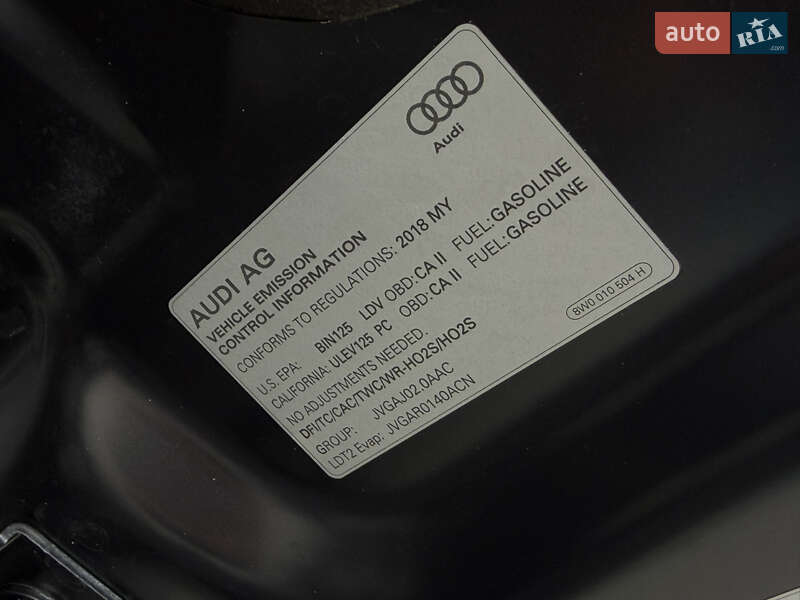 auto RIA .com
Audi
AUDI AG
VEHICLE EMISSION
CONTROL INFORMATION
CONFORMS TO REGULATIONS: 2018 MY
U.S. EPA: BIN125 LDV OBD: CA II FUEL: GASOLINE
CALIFORNIA: ULEV125 PC OBD: CA II FUEL: GASOLINE
NO ADJUSTMENTS NEEDED.
DFI/TC/CAC/TWC/WR-HO2S/HO2S
GROUP: JVGAJ02.0AAC
LDT2 Evap: JVGAR0140ACN
8W0 010 504 H